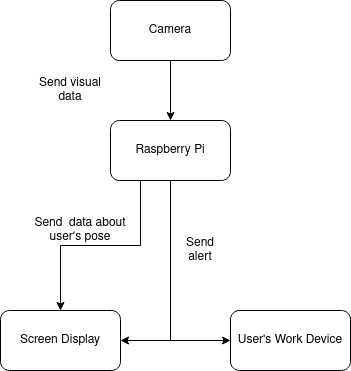 Camera
Send visual
data
Raspberry Pi
Send  data about
user's pose
Send
alert
Screen Display
User's Work Device